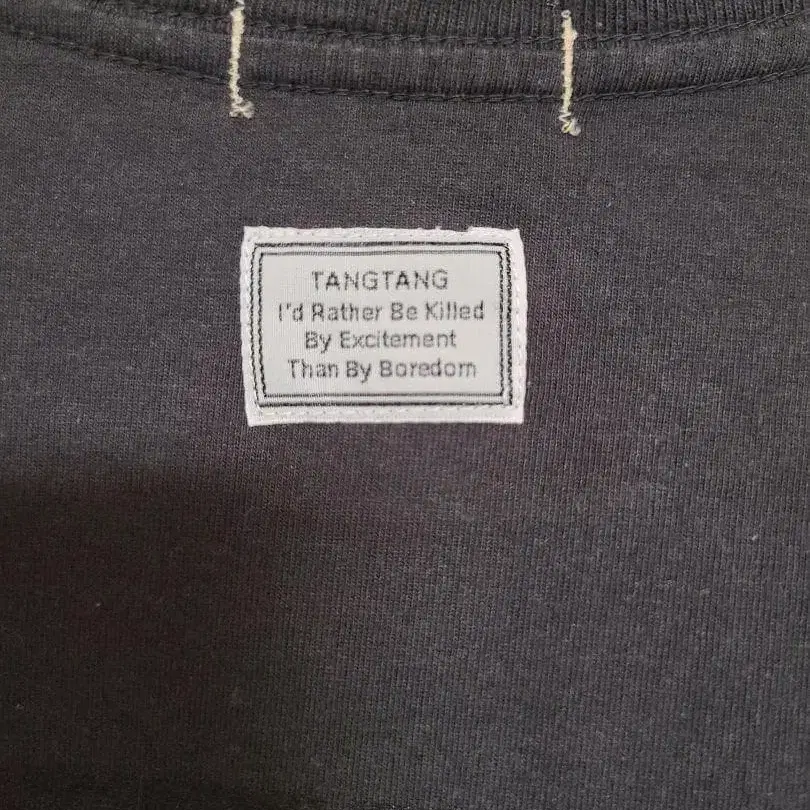 TANGTANG
I'd Rather Be Killed
By Excitement
Than By Boredom